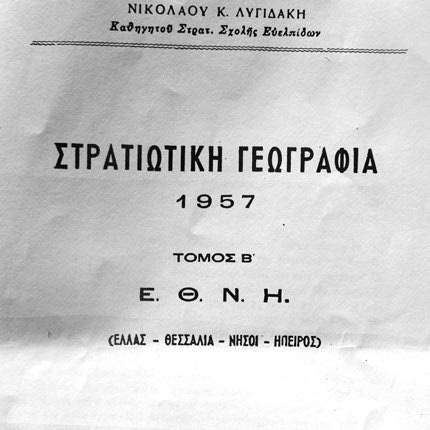 ΝΙΚΟΛΑΟΥ Κ. ΛΥΓΙΔΑΚΗ
Καθηγητοῦ Στρατ. Σχολῆς Εὐελπίδων
ΣΤΡΑΤΙΩΤΙΚΗ ΓΕΩΓΡΑΦΙΑ
1957
ΤΟΜΟΣ Β'
Ε. Θ. Ν. Η.
(ΕΛΛΑΣ - ΘΕΣΣΑΛΙΑ - ΝΗΣΟΙ - ΗΠΕΙΡΟΣ)